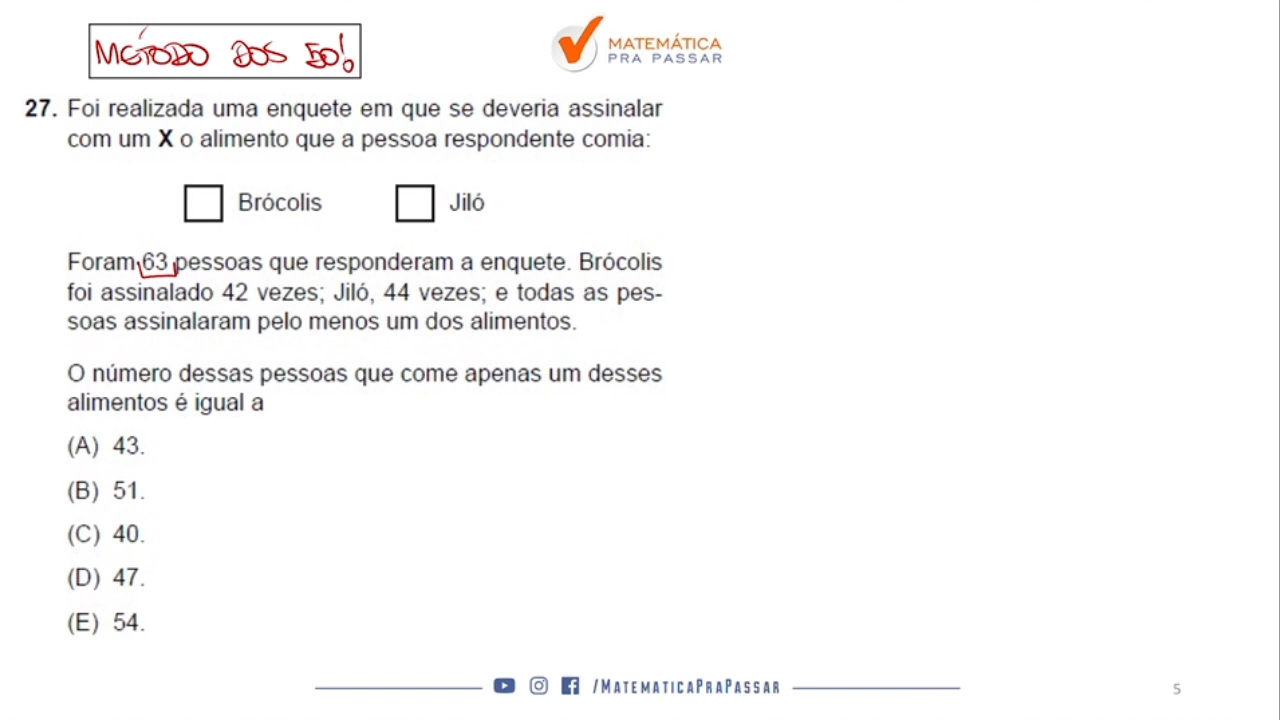 MÉTODO DOS 50!
MATEMÁTICA
PRA PASSAR
27. Foi realizada uma enquete em que se deveria assinalar
com um X o alimento que a pessoa respondente comia:
Brócolis Jiló
Foram 63 pessoas que responderam a enquete. Brócolis
foi assinalado 42 vezes; Jiló, 44 vezes; e todas as pes-
soas assinalaram pelo menos um dos alimentos.
O número dessas pessoas que come apenas um desses
alimentos é igual a
(A) 43.
(B) 51.
(C) 40.
(D) 47.
(E) 54.
/MATEMATICAPRAPASSAR
5